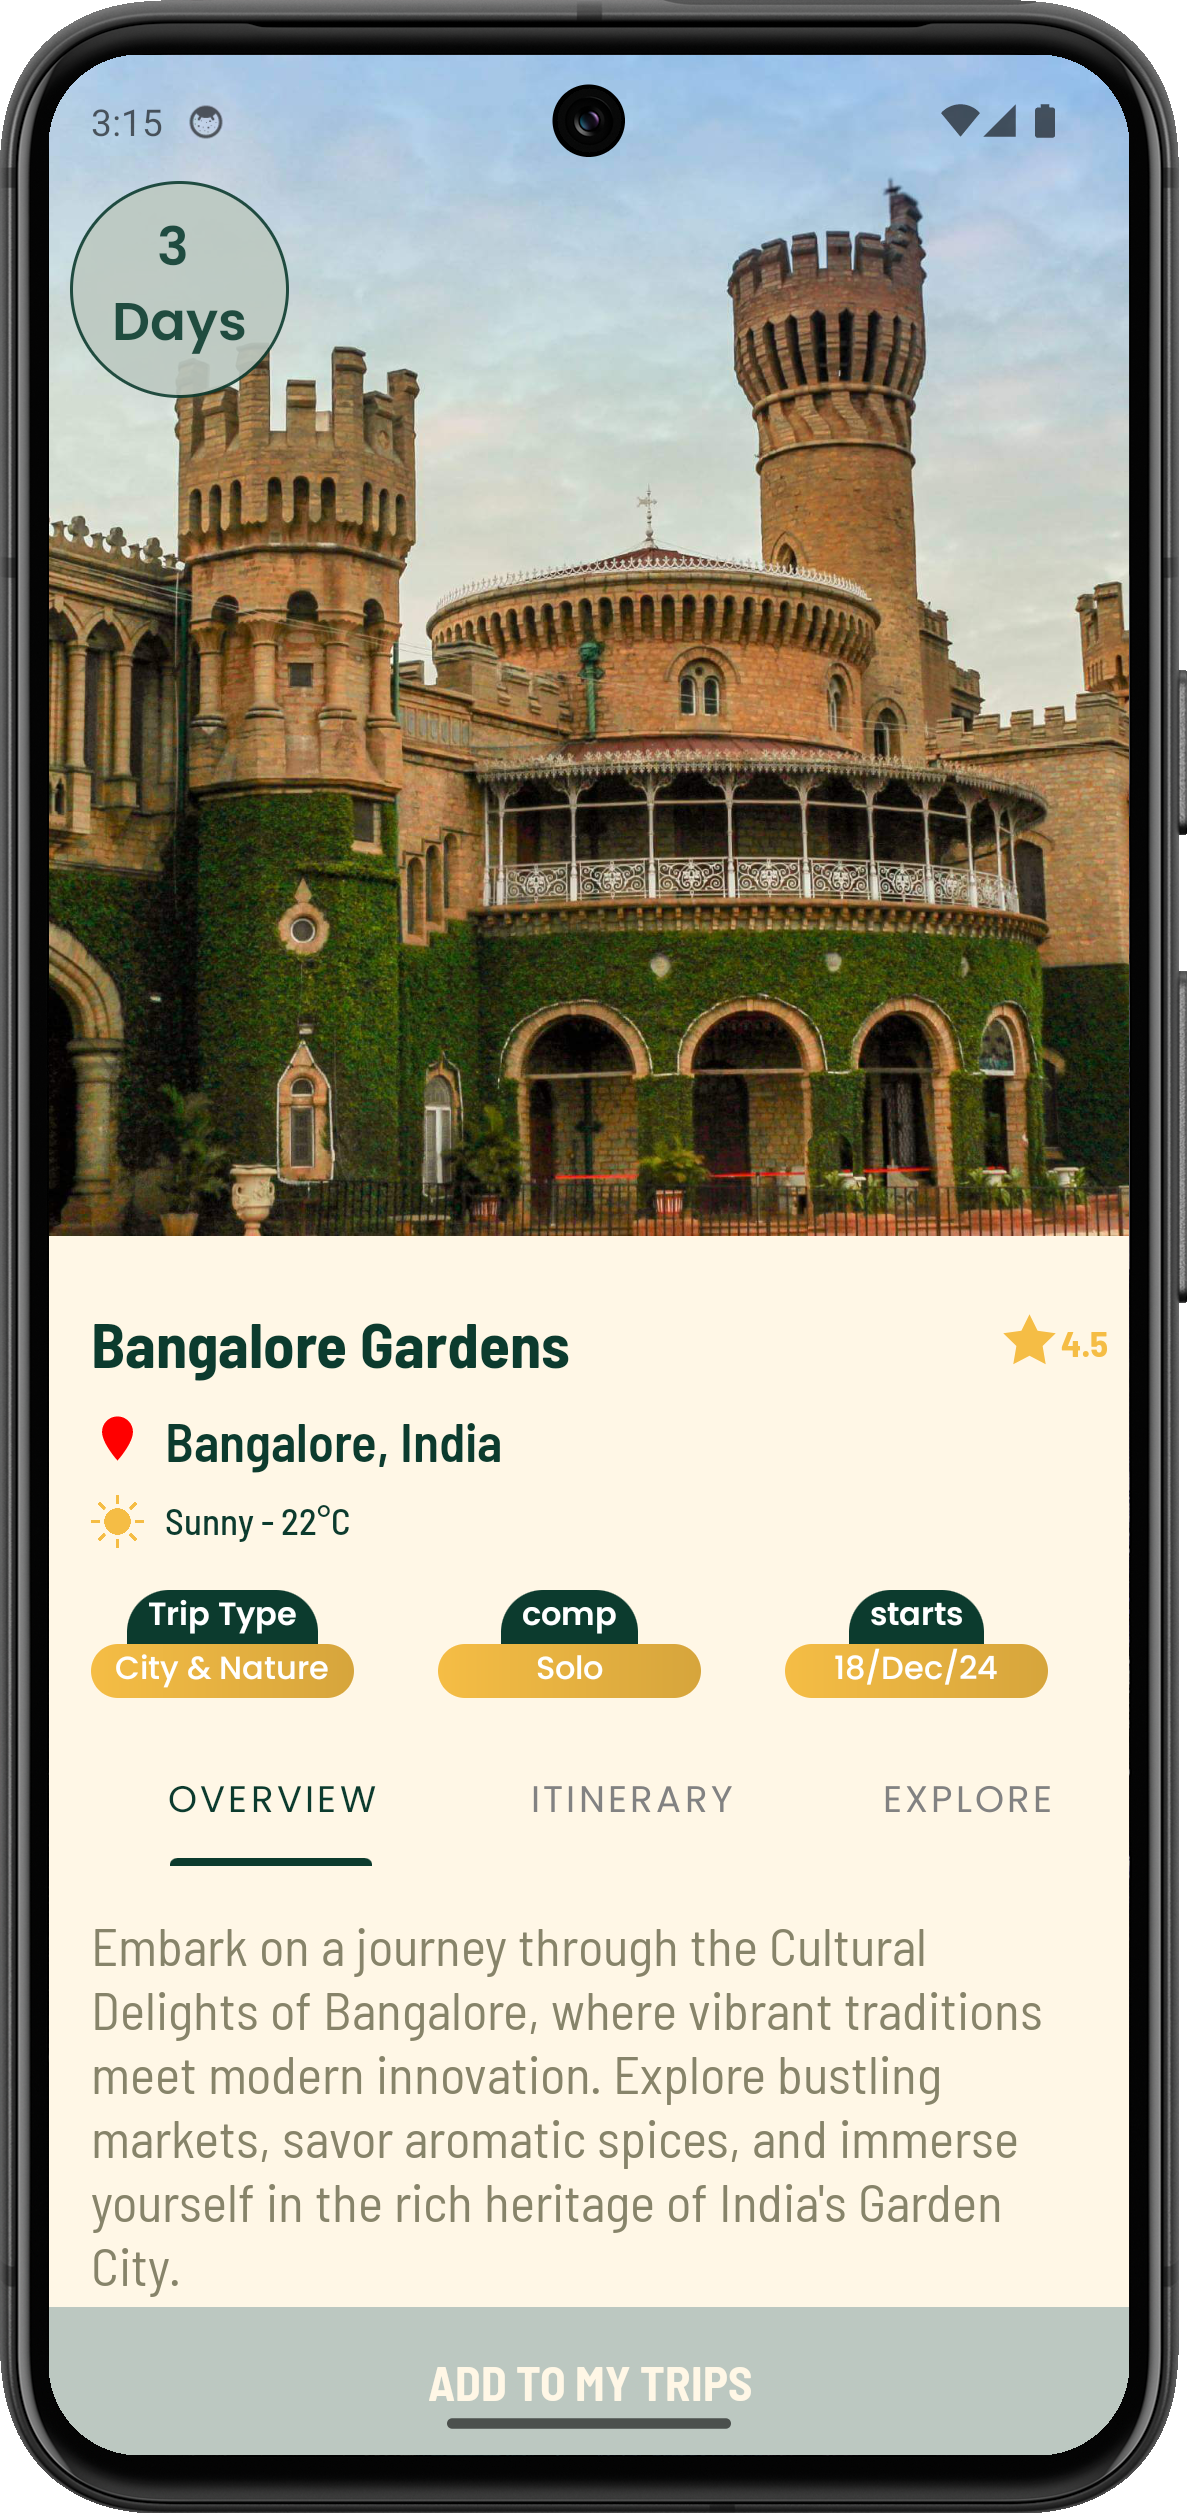 3:15
3
Days
Bangalore Gardens
4.5
Bangalore, India
Sunny - 22°C
Trip Type
comp
starts
City & Nature
Solo
18/Dec/24
OVERVIEW
ITINERARY
EXPLORE
Embark on a journey through the Cultural
Delights of Bangalore, where vibrant traditions
meet modern innovation. Explore bustling
markets, savor aromatic spices, and immerse
yourself in the rich heritage of India's Garden
City.
ADD TO MY TRIPS